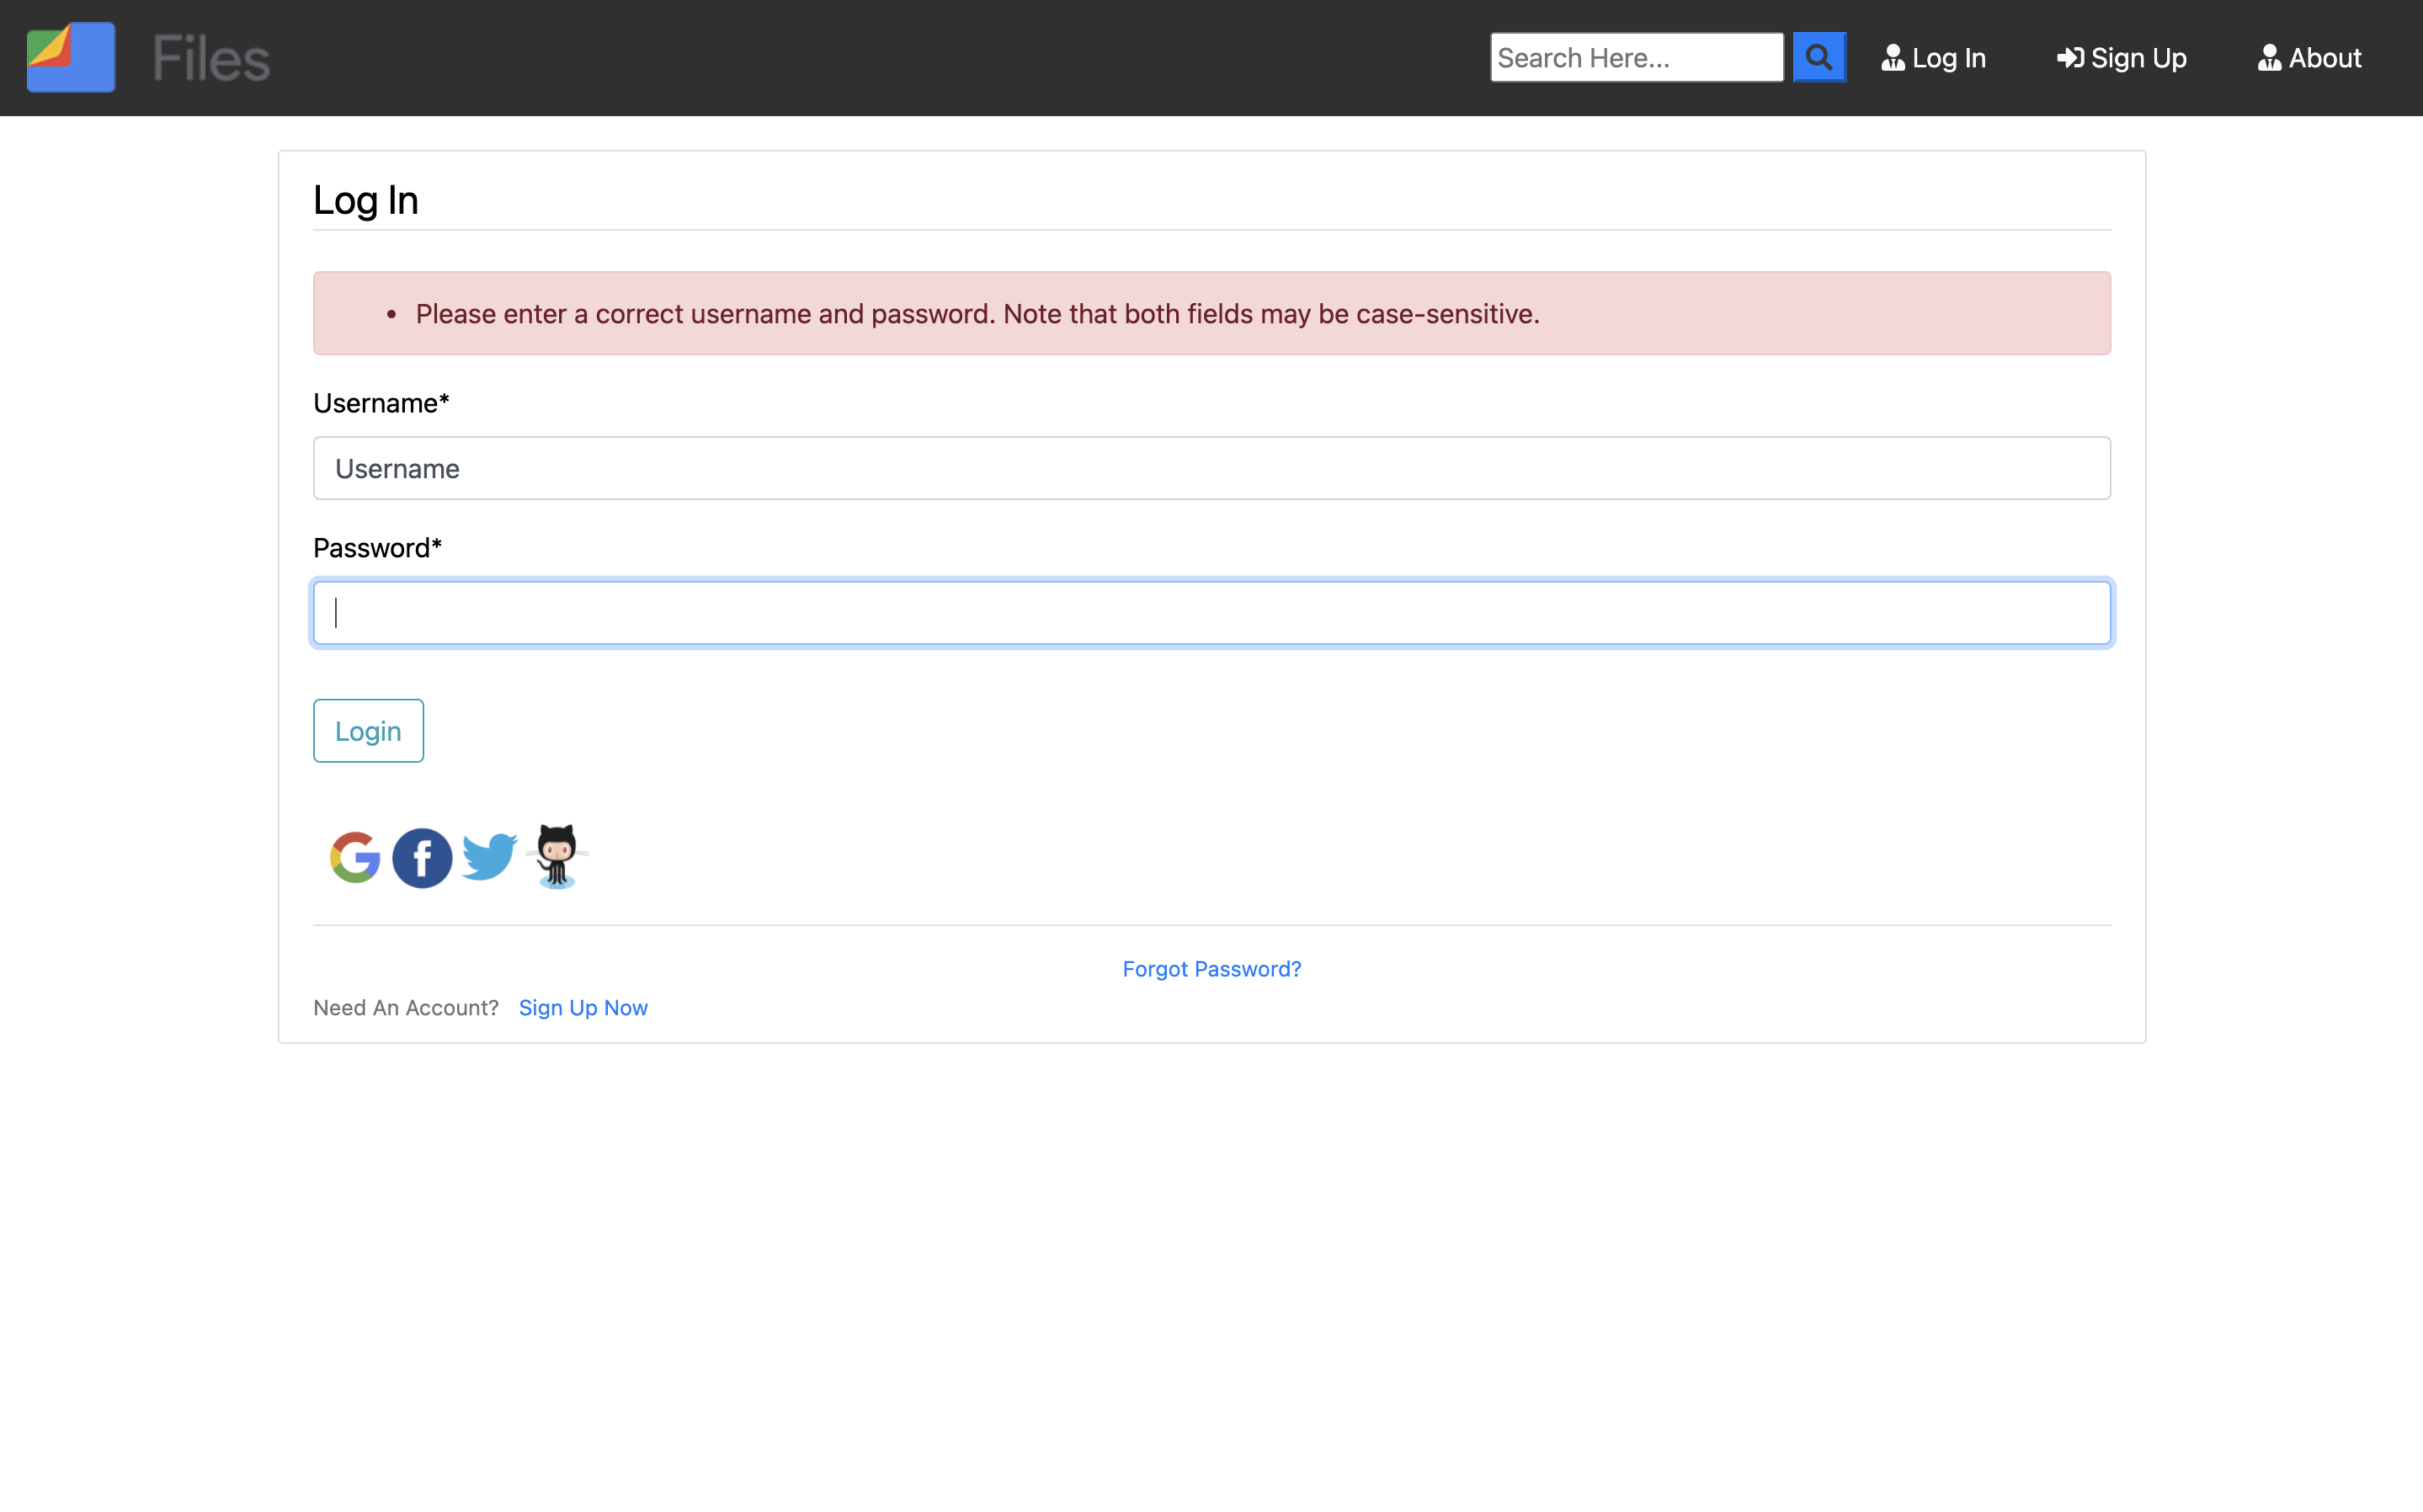 Files
Search Here...
Log In
Sign Up
About
Log In
• Please enter a correct username and password. Note that both fields may be case-sensitive.
Username*
Username
Password*
Login
Forgot Password?
Need An Account? Sign Up Now